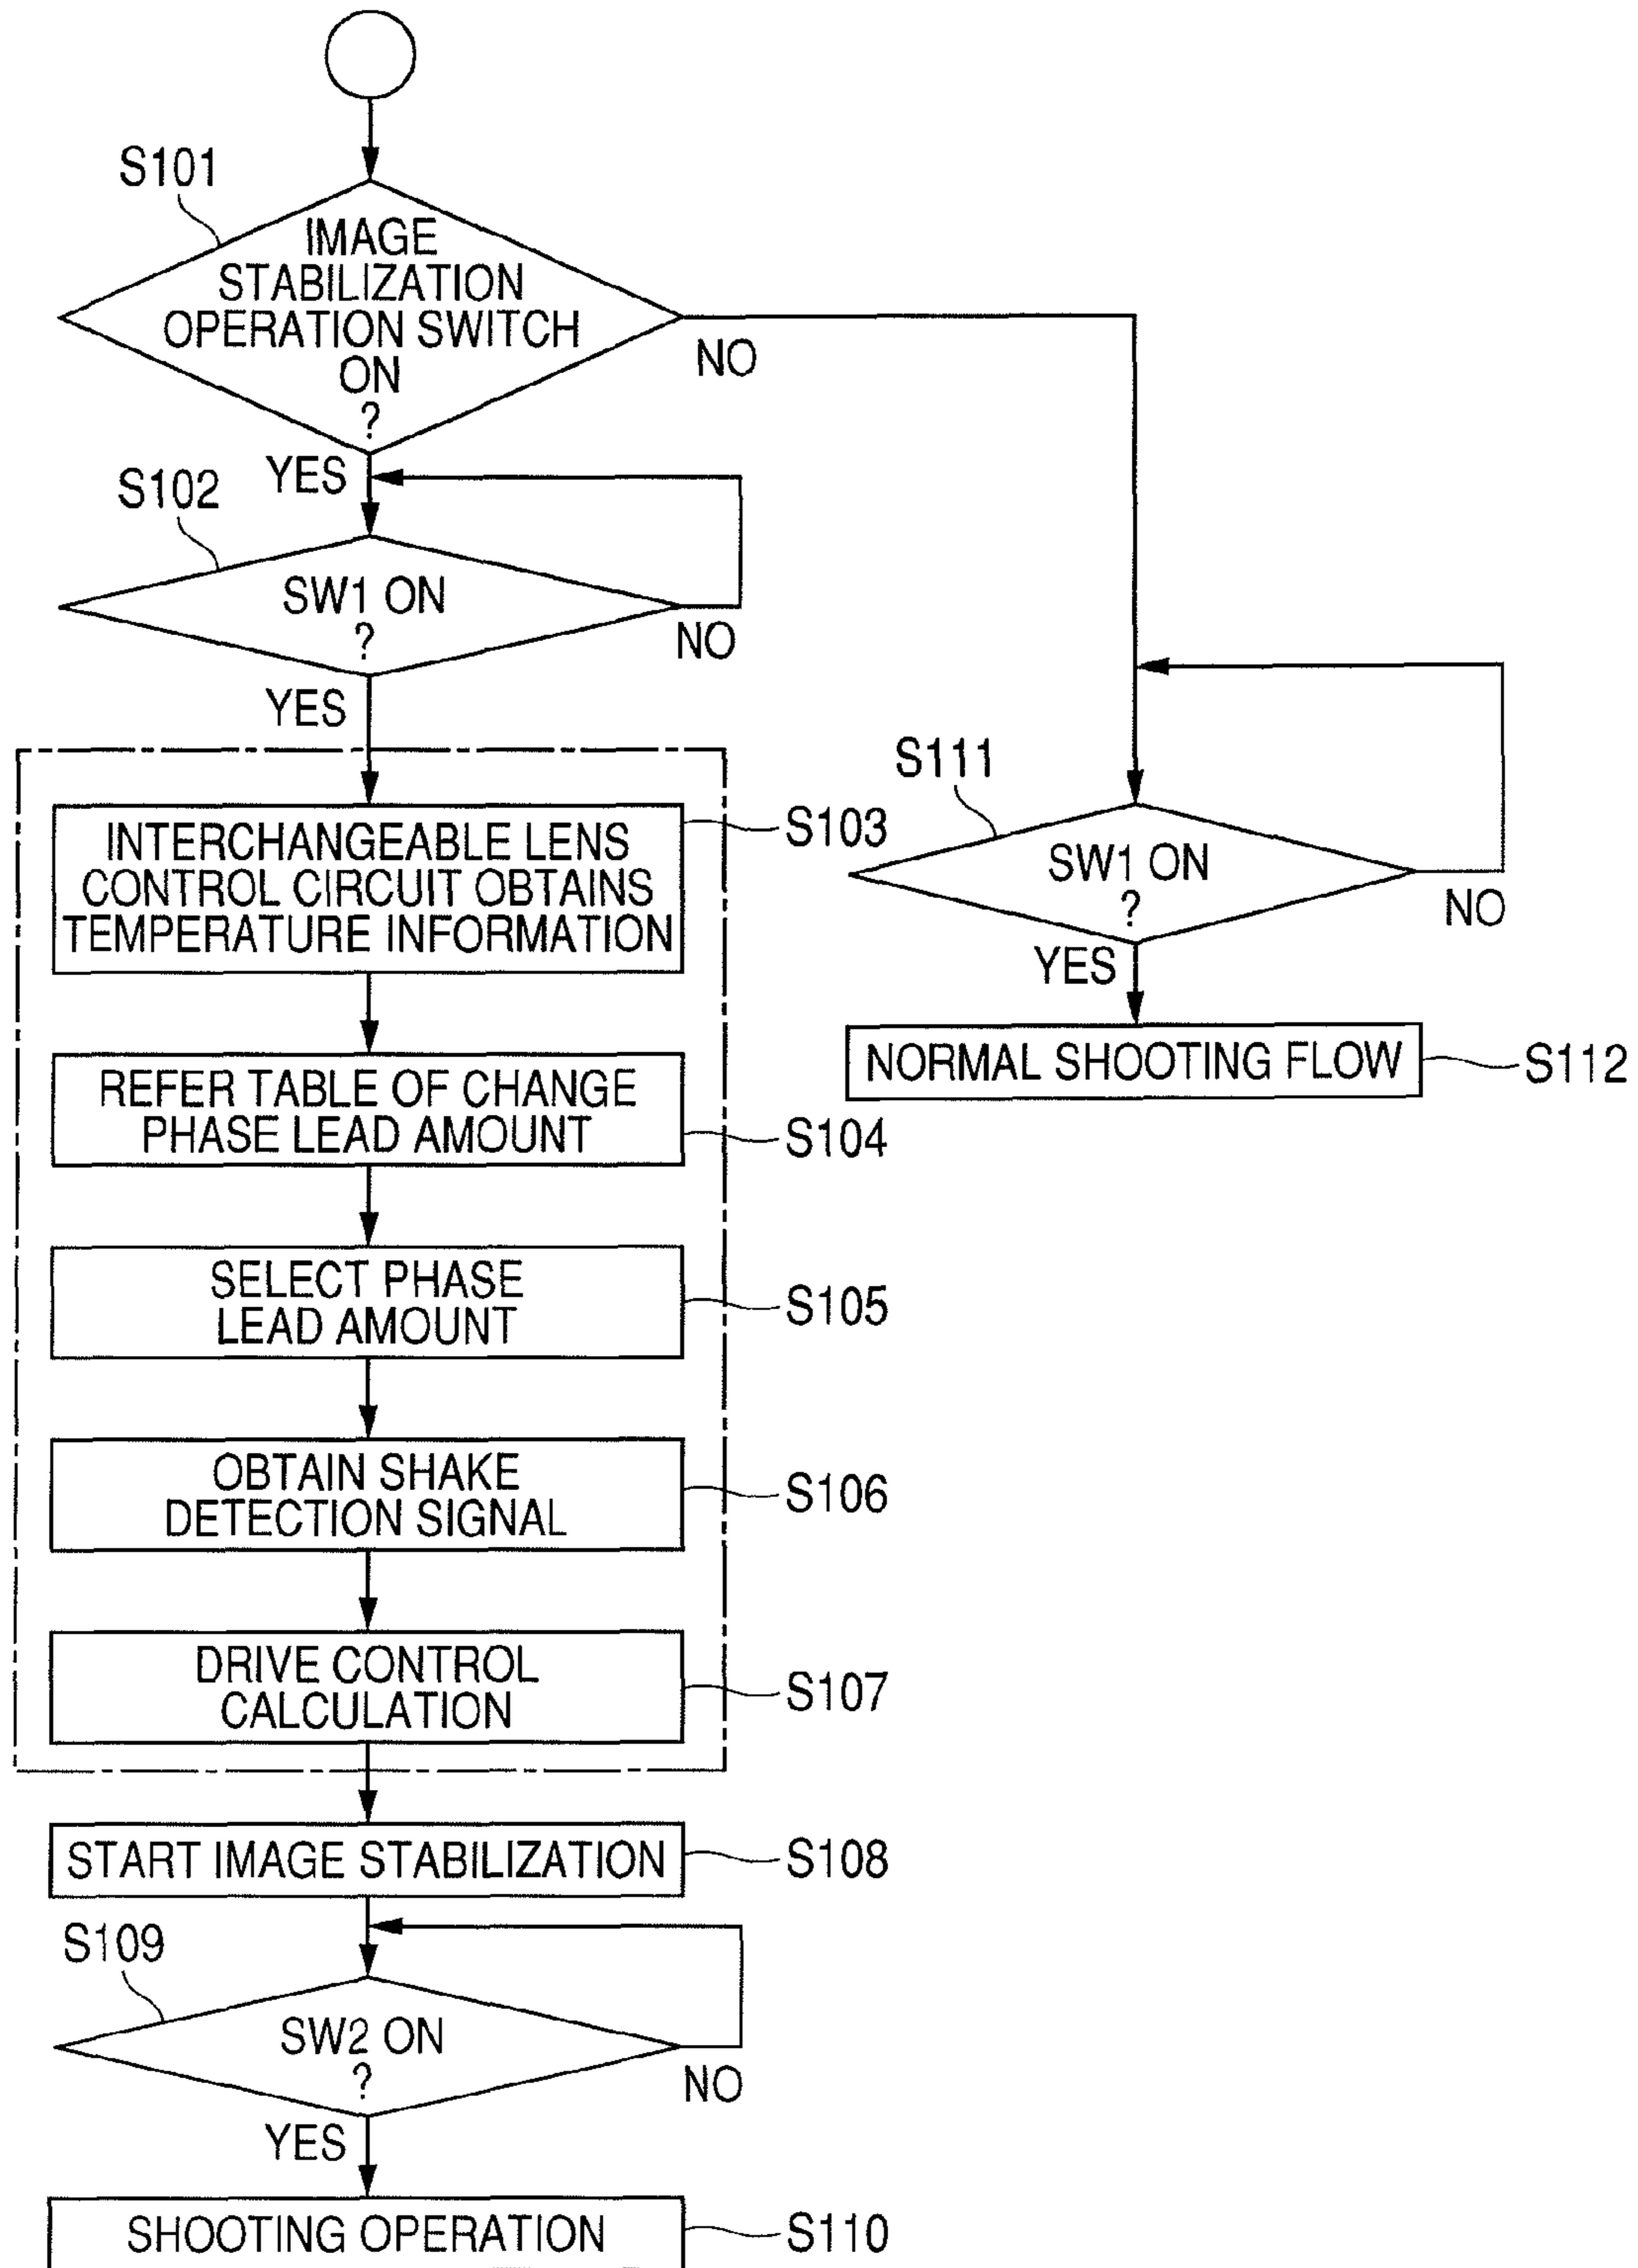 S101
IMAGE
STABILIZATION
OPERATION SWITCH
ON
?
NO
YES
S102
SW1 ON
?
NO
YES
S103
INTERCHANGEABLE LENS
CONTROL CIRCUIT OBTAINS
TEMPERATURE INFORMATION
S104
REFER TABLE OF CHANGE
PHASE LEAD AMOUNT
S105
SELECT PHASE
LEAD AMOUNT
S106
OBTAIN SHAKE
DETECTION SIGNAL
S107
DRIVE CONTROL
CALCULATION
START IMAGE STABILIZATION
S108
S109
SW2 ON
?
NO
YES
SHOOTING OPERATION
S110
S111
SW1 ON
?
NO
YES
NORMAL SHOOTING FLOW
S112